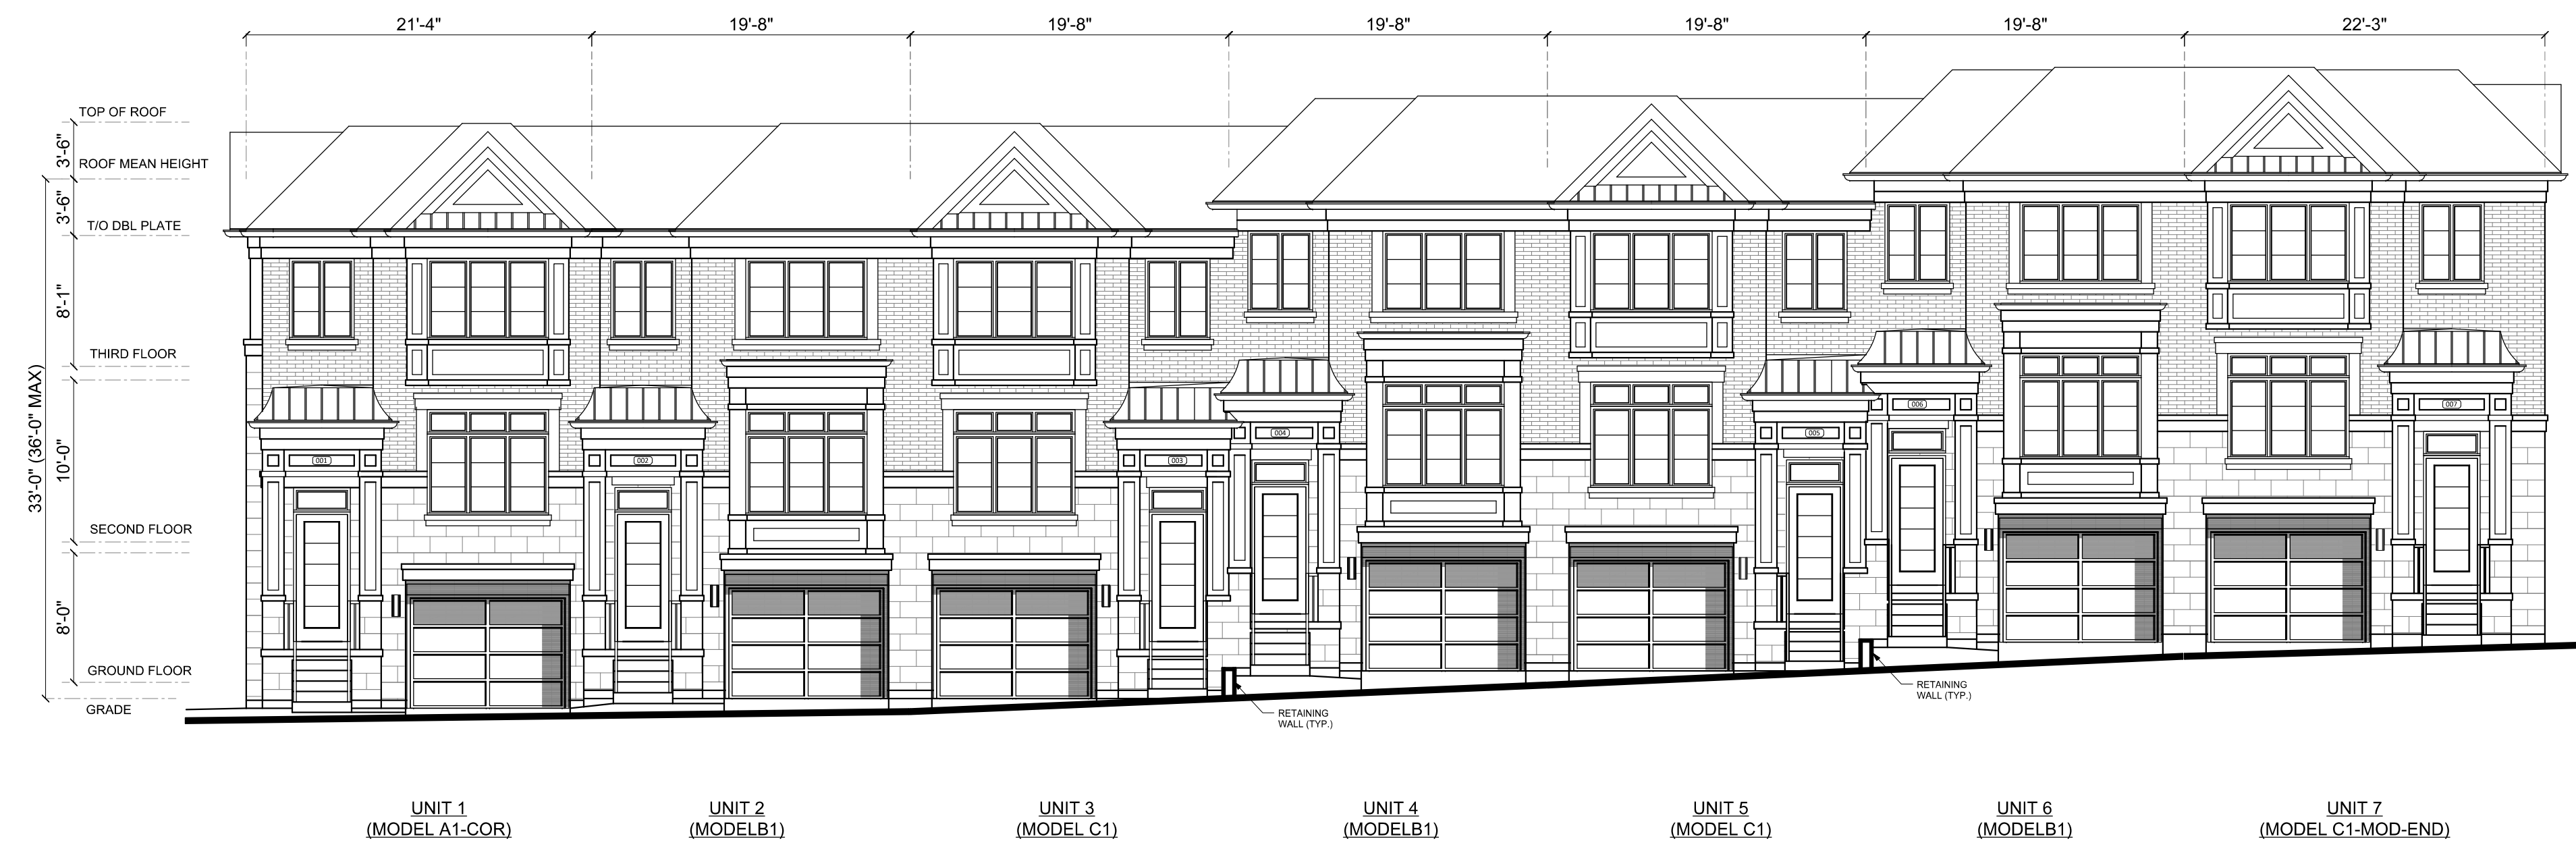 21'-4" 19'-8" 19'-8" 19'-8" 19'-8" 19'-8" 22'-3"
TOP OF ROOF
3'-6"
ROOF MEAN HEIGHT
3'-6"
T/O DBL PLATE
8'-1"
THIRD FLOOR
33'-0" (36'-0" MAX)
10'-0"
SECOND FLOOR
8'-0"
GROUND FLOOR
GRADE
001
002
003
004
005
006
007
RETAINING
WALL (TYP.)
RETAINING
WALL (TYP.)
UNIT 1
(MODEL A1-COR)
UNIT 2
(MODELB1)
UNIT 3
(MODEL C1)
UNIT 4
(MODELB1)
UNIT 5
(MODEL C1)
UNIT 6
(MODELB1)
UNIT 7
(MODEL C1-MOD-END)